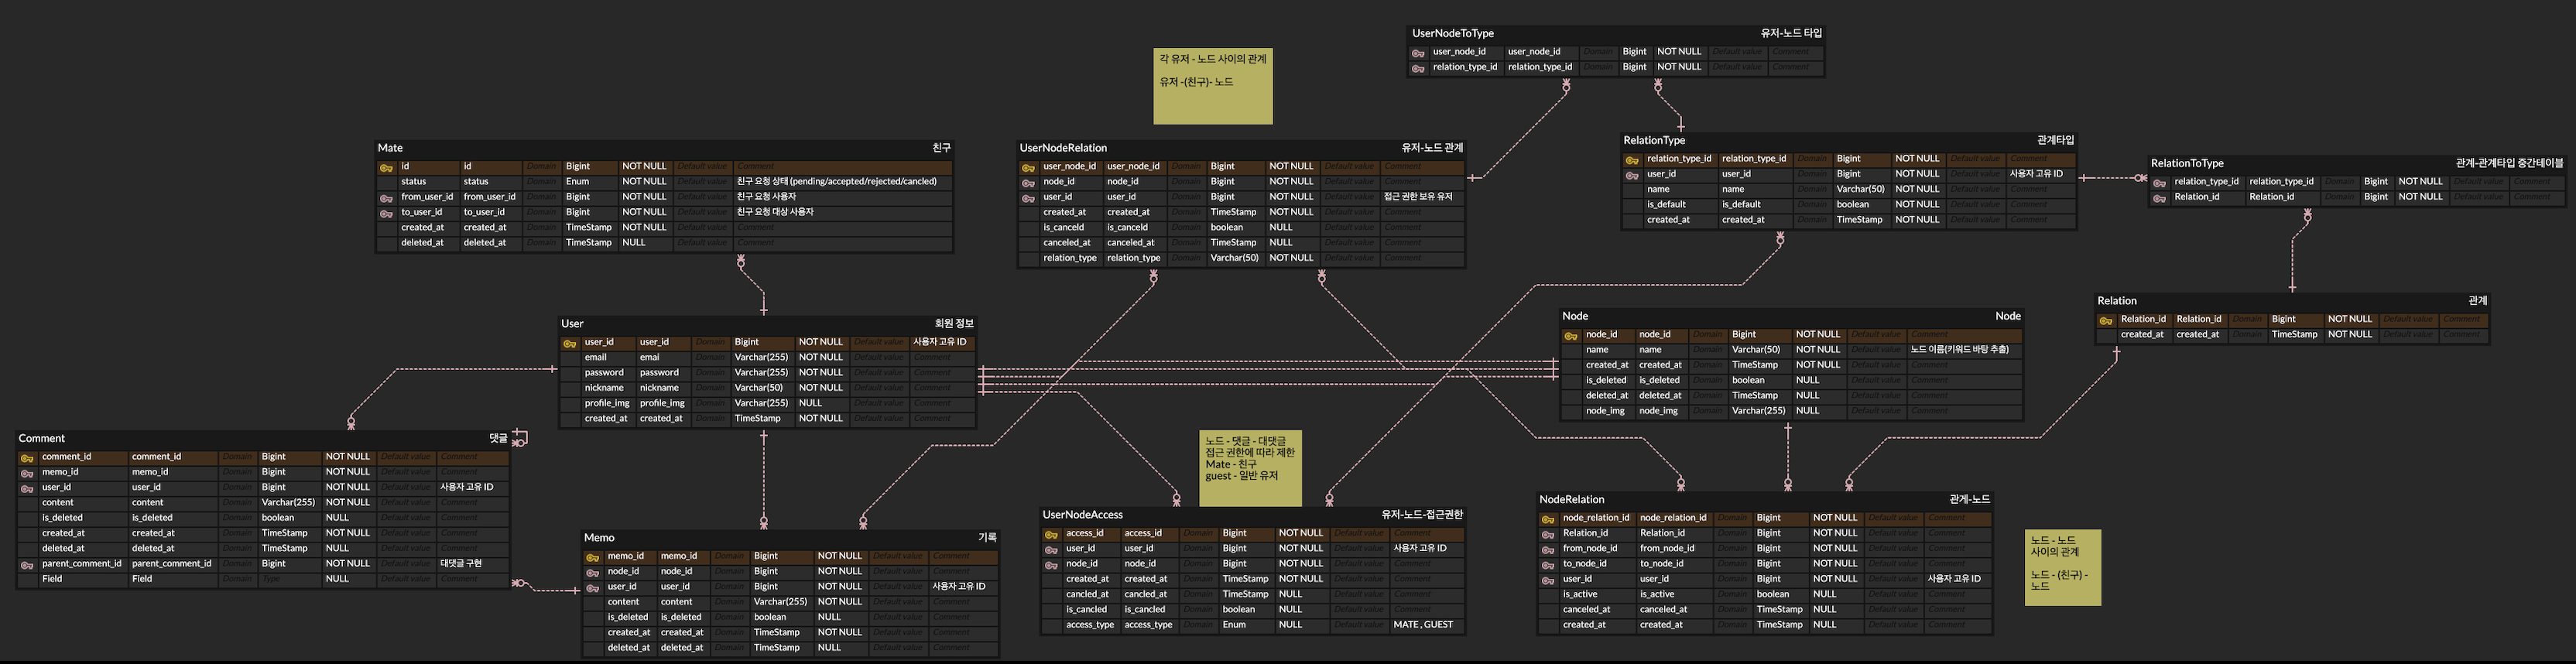 UserNodeToType 유저-노드 타입
user_node_id user_node_id Domain Bigint NOT NULL Default value Comment
relation_type_id relation_type_id Domain Bigint NOT NULL Default value Comment
각 유저 - 노드 사이의 관계
유저 -(친구)- 노드
Mate 친구
id id Domain Bigint NOT NULL Default value Comment
status status Domain Enum NOT NULL Default value 친구 요청 상태 (pending/accepted/rejected/cancled)
from_user_id from_user_id Domain Bigint NOT NULL Default value 친구 요청 사용자
to_user_id to_user_id Domain Bigint NOT NULL Default value 친구 요청 대상 사용자
created_at created_at Domain TimeStamp NOT NULL Default value Comment
deleted_at deleted_at Domain TimeStamp NULL Default value Comment
UserNodeRelation 유저-노드 관계
user_node_id user_node_id Domain Bigint NOT NULL Default value Comment
node_id node_id Domain Bigint NOT NULL Default value Comment
user_id user_id Domain Bigint NOT NULL Default value 접근 권한 보유 유저
created_at created_at Domain TimeStamp NOT NULL Default value Comment
is_canceld is_canceld Domain boolean NULL Default value Comment
canceled_at canceled_at Domain TimeStamp NULL Default value Comment
relation_type relation_type Domain Varchar(50) NOT NULL Default value Comment
RelationType 관계타입
relation_type_id relation_type_id Domain Bigint NOT NULL Default value Comment
user_id user_id Domain Bigint NOT NULL Default value 사용자 고유 ID
name name Domain Varchar(50) NOT NULL Default value Comment
is_default is_default Domain boolean NOT NULL Default value Comment
created_at created_at Domain TimeStamp NOT NULL Default value Comment
RelationToType 관계-관계타입 중간테이블
relation_type_id relation_type_id Domain Bigint NOT NULL Default value Comment
Relation_id Relation_id Domain Bigint NOT NULL Default value Comment
User 회원 정보
user_id user_id Domain Bigint NOT NULL Default value 사용자 고유 ID
email emai Domain Varchar(255) NOT NULL Default value Comment
password password Domain Varchar(255) NOT NULL Default value Comment
nickname nickname Domain Varchar(50) NOT NULL Default value Comment
profile_img profile_img Domain Varchar(255) NULL Default value Comment
created_at created_at Domain TimeStamp NOT NULL Default value Comment
Node Node
node_id node_id Domain Bigint NOT NULL Default value Comment
name name Domain Varchar(50) NOT NULL Default value 노드 이름(키워드 바탕 추출)
created_at created_at Domain TimeStamp NOT NULL Default value Comment
is_deleted is_deleted Domain boolean NULL Default value Comment
deleted_at deleted_at Domain TimeStamp NULL Default value Comment
node_img node_img Domain Varchar(255) NULL Default value Comment
Relation 관계
Relation_id Relation_id Domain Bigint NOT NULL Default value Comment
created_at created_at Domain TimeStamp NOT NULL Default value Comment
Comment 댓글
comment_id comment_id Domain Bigint NOT NULL Default value Comment
memo_id memo_id Domain Bigint NOT NULL Default value Comment
user_id user_id Domain Bigint NOT NULL Default value 사용자 고유 ID
content content Domain Varchar(255) NOT NULL Default value Comment
is_deleted is_deleted Domain boolean NULL Default value Comment
created_at created_at Domain TimeStamp NOT NULL Default value Comment
deleted_at deleted_at Domain TimeStamp NULL Default value Comment
parent_comment_id parent_comment_id Domain Bigint NOT NULL Default value 대댓글 구현
Field Field Domain Type NULL Default value Comment
노드 - 댓글 - 대댓글
접근 권한에 따라 제한
Mate - 친구
guest - 일반 유저
Memo 기록
memo_id memo_id Domain Bigint NOT NULL Default value Comment
node_id node_id Domain Bigint NOT NULL Default value Comment
user_id user_id Domain Bigint NOT NULL Default value 사용자 고유 ID
content content Domain Varchar(255) NOT NULL Default value Comment
is_deleted is_deleted Domain boolean NULL Default value Comment
created_at created_at Domain TimeStamp NOT NULL Default value Comment
deleted_at deleted_at Domain TimeStamp NULL Default value Comment
UserNodeAccess 유저-노드-접근권한
access_id access_id Domain Bigint NOT NULL Default value Comment
user_id user_id Domain Bigint NOT NULL Default value 사용자 고유 ID
node_id node_id Domain Bigint NOT NULL Default value Comment
created_at created_at Domain TimeStamp NOT NULL Default value Comment
cancled_at cancled_at Domain TimeStamp NULL Default value Comment
is_cancled is_cancled Domain boolean NULL Default value Comment
access_type access_type Domain Enum NULL Default value MATE , GUEST
NodeRelation 관게-노드
node_relation_id node_relation_id Domain Bigint NOT NULL Default value Comment
Relation_id Relation_id Domain Bigint NOT NULL Default value Comment
from_node_id from_node_id Domain Bigint NOT NULL Default value Comment
to_node_id to_node_id Domain Bigint NOT NULL Default value Comment
user_id user_id Domain Bigint NOT NULL Default value 사용자 고유 ID
is_active is_active Domain boolean NULL Default value Comment
canceled_at canceled_at Domain TimeStamp NULL Default value Comment
created_at created_at Domain TimeStamp NOT NULL Default value Comment
노드 - 노드
사이의 관계
노드 - (친구) -
노드